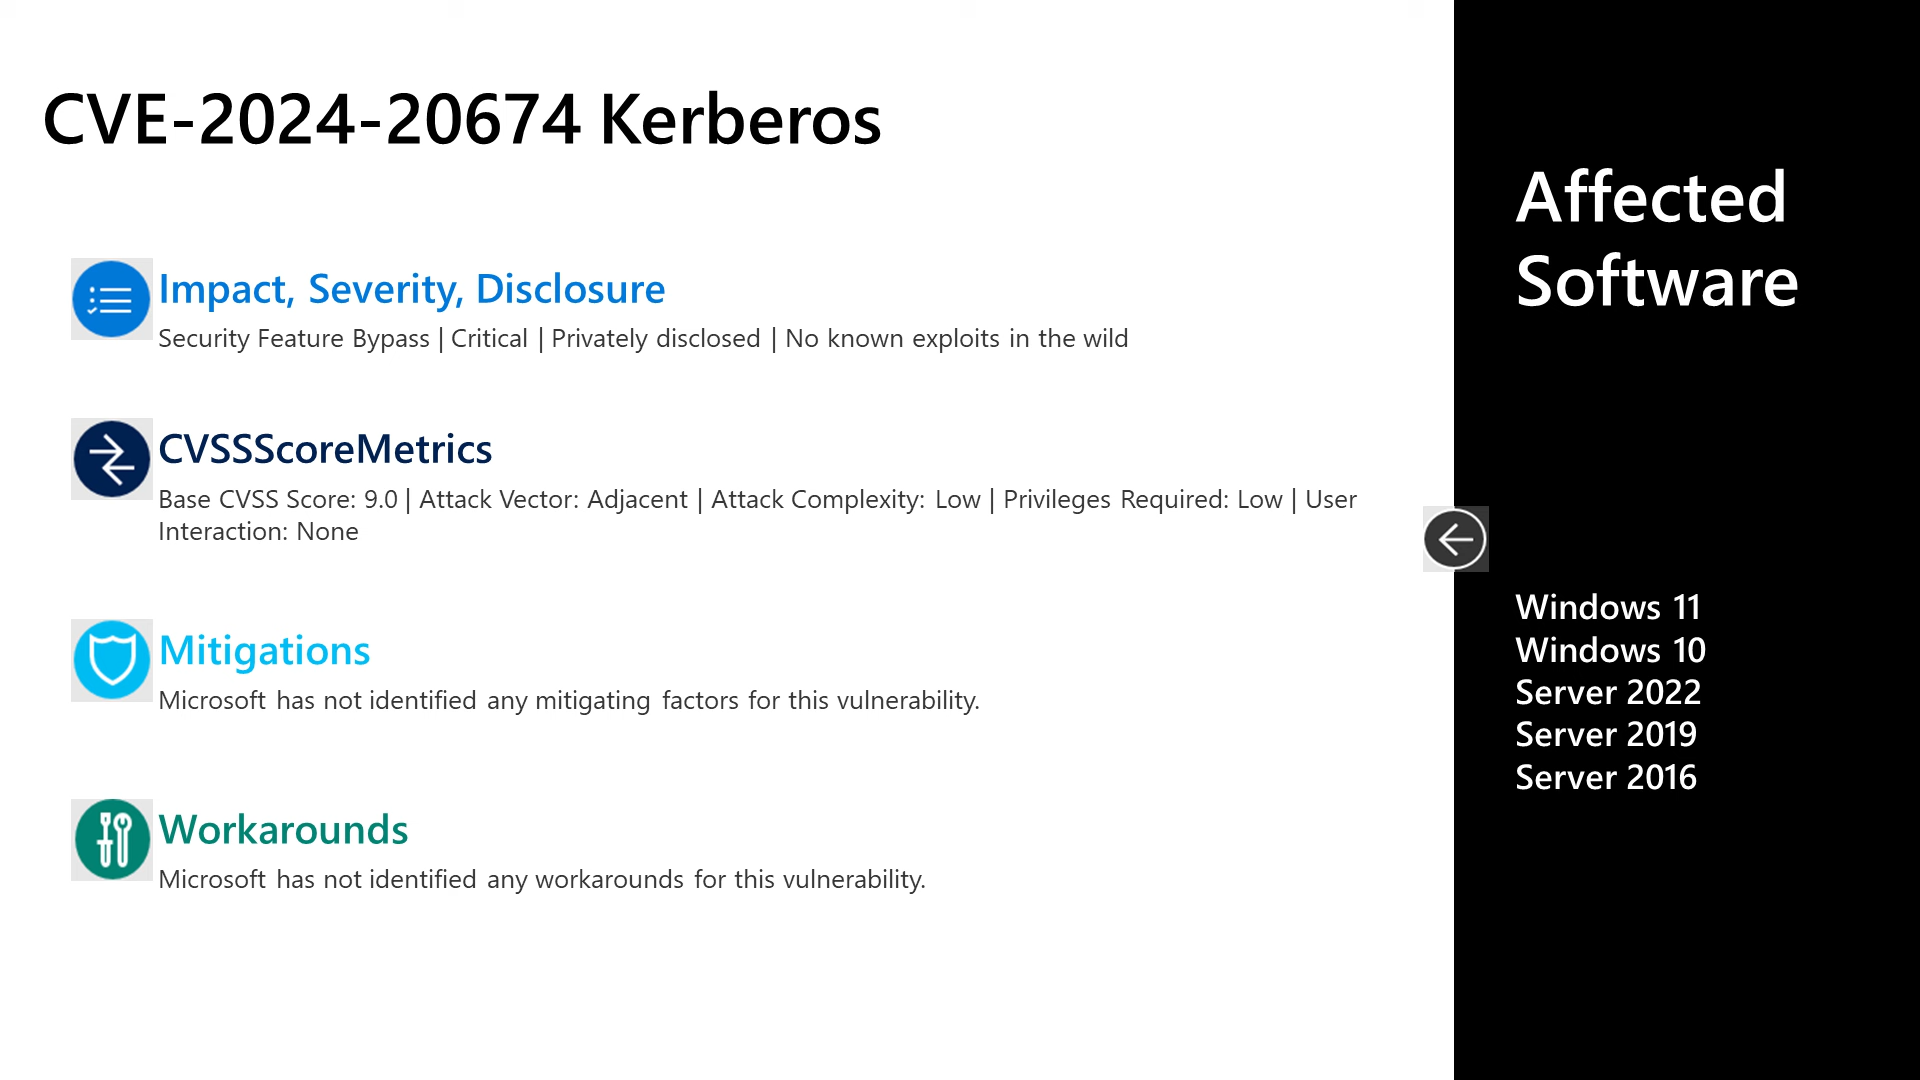 CVE-2024-20674 Kerberos
Impact, Severity, Disclosure
Security Feature Bypass | Critical | Privately disclosed | No known exploits in the wild
CVSSScoreMetrics
Base CVSS Score: 9.0 | Attack Vector: Adjacent | Attack Complexity: Low | Privileges Required: Low | User
Interaction: None
Mitigations
Microsoft has not identified any mitigating factors for this vulnerability.
Workarounds
Microsoft has not identified any workarounds for this vulnerability.
Affected
Software
Windows 11
Windows 10
Server 2022
Server 2019
Server 2016